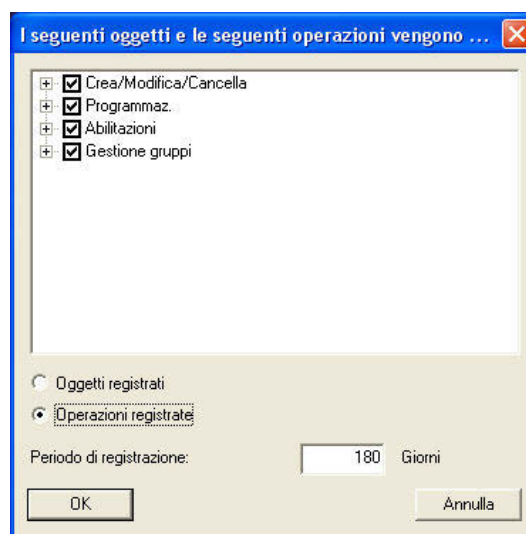 I seguenti oggetti e le seguenti operazioni vengono ...
Crea/Modifica/Cancella
Programmaz.
Abilitazioni
Gestione gruppi
Oggetti registrati
Operazioni registrate
Periodo di registrazione: 180 Giorni
OK Annulla